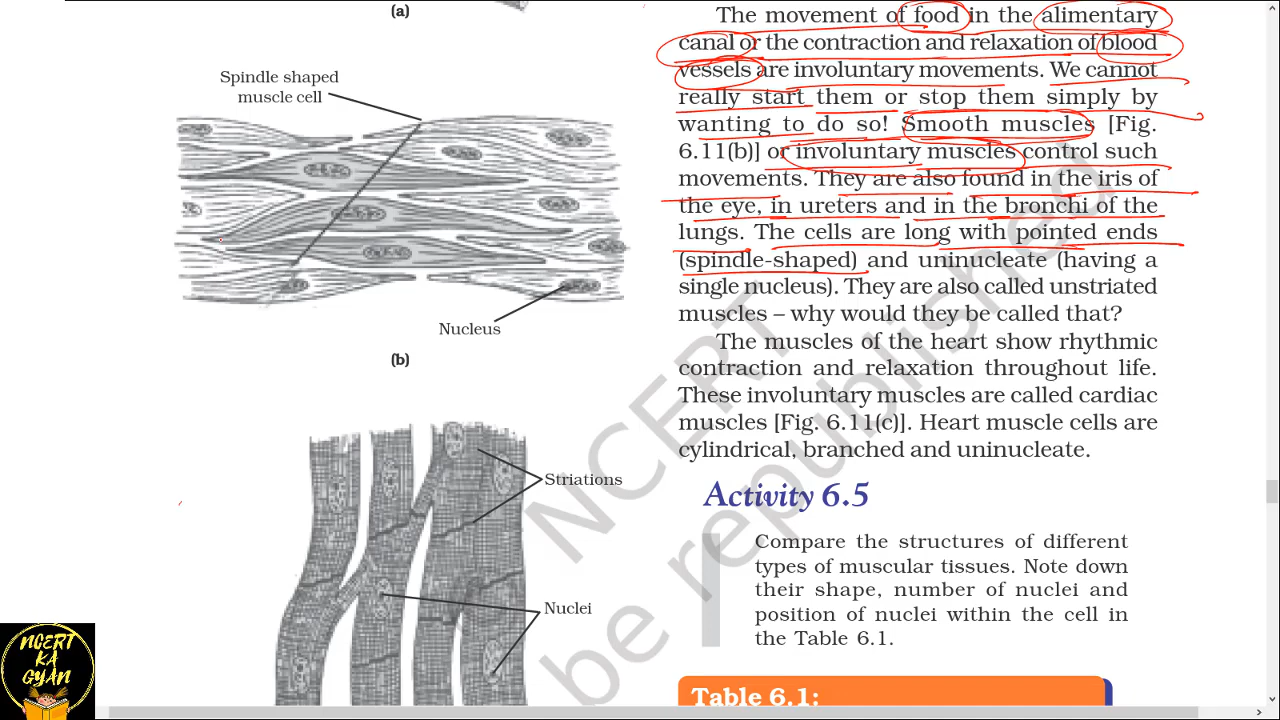 (a)
Spindle shaped
muscle cell
Nucleus
(b)
Striations
Nuclei
The movement of food in the alimentary
canal or the contraction and relaxation of blood
vessels are involuntary movements. We cannot
really start them or stop them simply by
wanting to do so! Smooth muscles [Fig.
6.11(b)] or involuntary muscles control such
movements. They are also found in the iris of
the eye, in ureters and in the bronchi of the
lungs. The cells are long with pointed ends
(spindle-shaped) and uninucleate (having a
single nucleus). They are also called unstriated
muscles – why would they be called that?
The muscles of the heart show rhythmic
contraction and relaxation throughout life.
These involuntary muscles are called cardiac
muscles [Fig. 6.11(c)]. Heart muscle cells are
cylindrical, branched and uninucleate.
Activity 6.5
Compare the structures of different
types of muscular tissues. Note down
their shape, number of nuclei and
position of nuclei within the cell in
the Table 6.1.
Table 6.1:
NCERT
be republished
NCERT
KA
GYAN